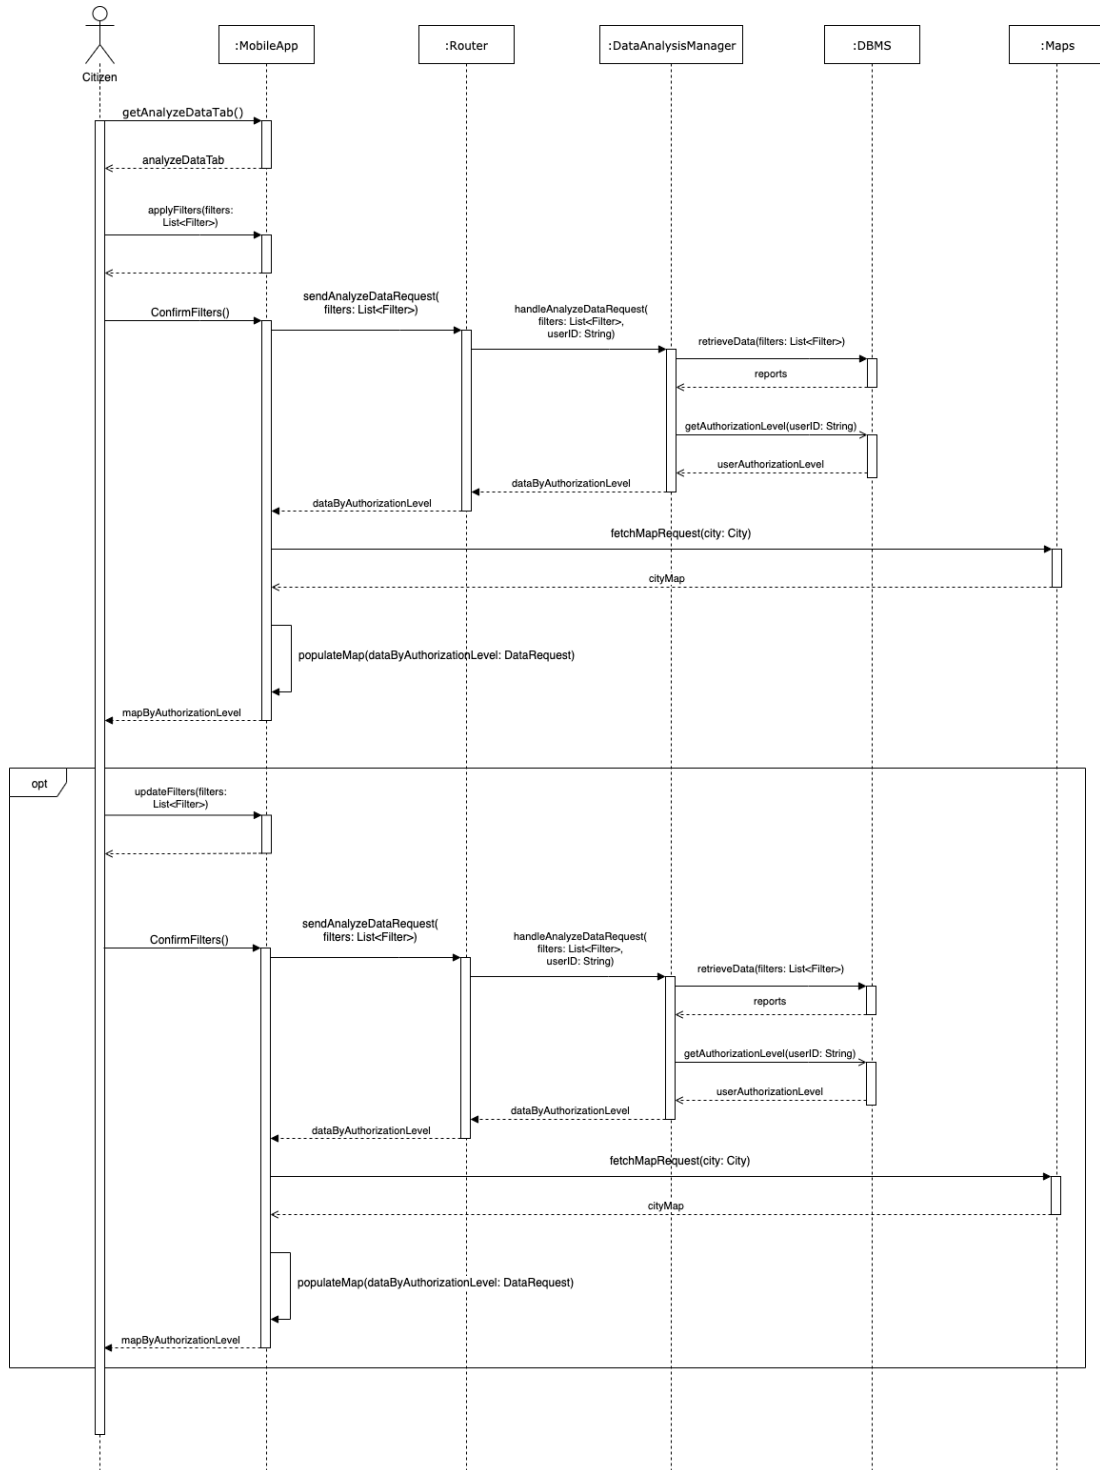 :MobileApp
:Router
:DataAnalysisManager
:DBMS
:Maps
Citizen
getAnalyzeDataTab()
analyzeDataTab
applyFilters(filters:
List<Filter>)
ConfirmFilters()
sendAnalyzeDataRequest(
filters: List<Filter>)
handleAnalyzeDataRequest(
filters: List<Filter>,
userID: String)
retrieveData(filters: List<Filter>)
reports
getAuthorizationLevel(userID: String)
userAuthorizationLevel
dataByAuthorizationLevel
dataByAuthorizationLevel
fetchMapRequest(city: City)
cityMap
populateMap(dataByAuthorizationLevel: DataRequest)
mapByAuthorizationLevel
opt
updateFilters(filters:
List<Filter>)
ConfirmFilters()
sendAnalyzeDataRequest(
filters: List<Filter>)
handleAnalyzeDataRequest(
filters: List<Filter>,
userID: String)
retrieveData(filters: List<Filter>)
reports
getAuthorizationLevel(userID: String)
userAuthorizationLevel
dataByAuthorizationLevel
dataByAuthorizationLevel
fetchMapRequest(city: City)
cityMap
populateMap(dataByAuthorizationLevel: DataRequest)
mapByAuthorizationLevel